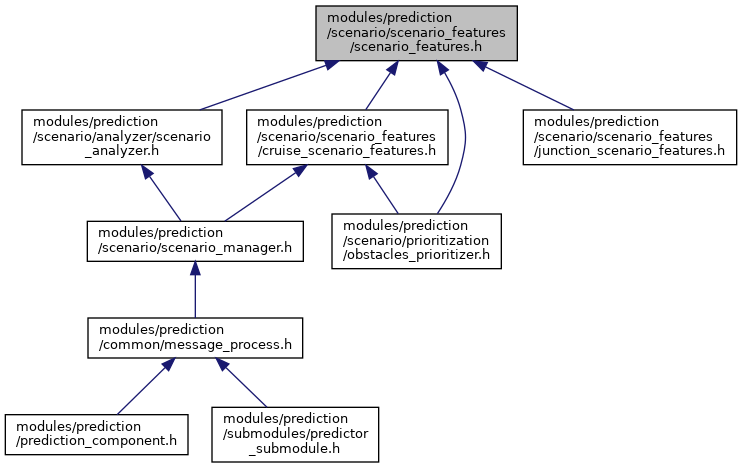 modules/prediction
/scenario/scenario_features
/scenario_features.h
modules/prediction
/scenario/analyzer/scenario
_analyzer.h
modules/prediction
/scenario/scenario_features
/cruise_scenario_features.h
modules/prediction
/scenario/scenario_features
/junction_scenario_features.h
modules/prediction
/scenario/scenario_manager.h
modules/prediction
/scenario/prioritization
/obstacles_prioritizer.h
modules/prediction
/common/message_process.h
modules/prediction
/prediction_component.h
modules/prediction
/submodules/predictor
_submodule.h